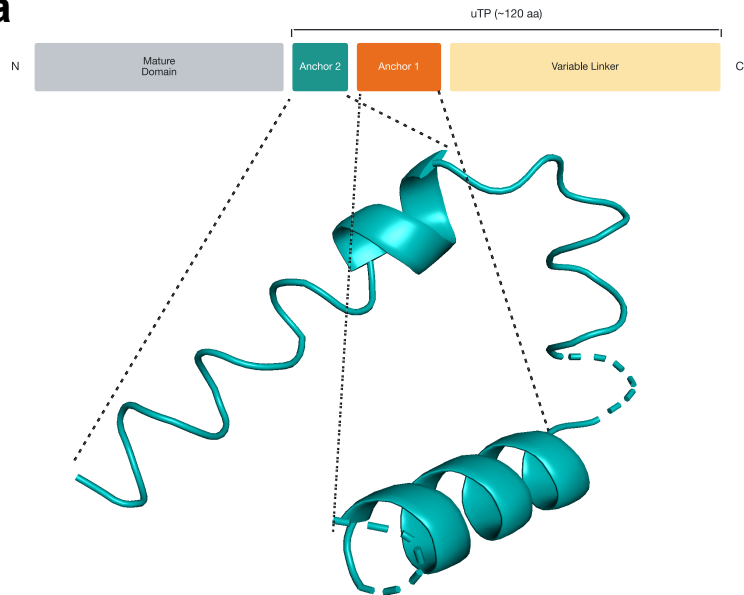 a
uTP (~120 aa)
N
Mature
Domain
Anchor 2
Anchor 1
Variable Linker
C